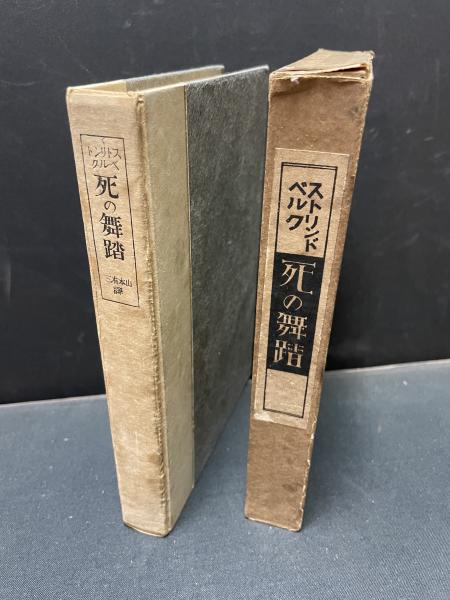 ストリンド
ベルク
死の舞踏
山本有三
譯
ストリンド
ベルク
死の舞踏